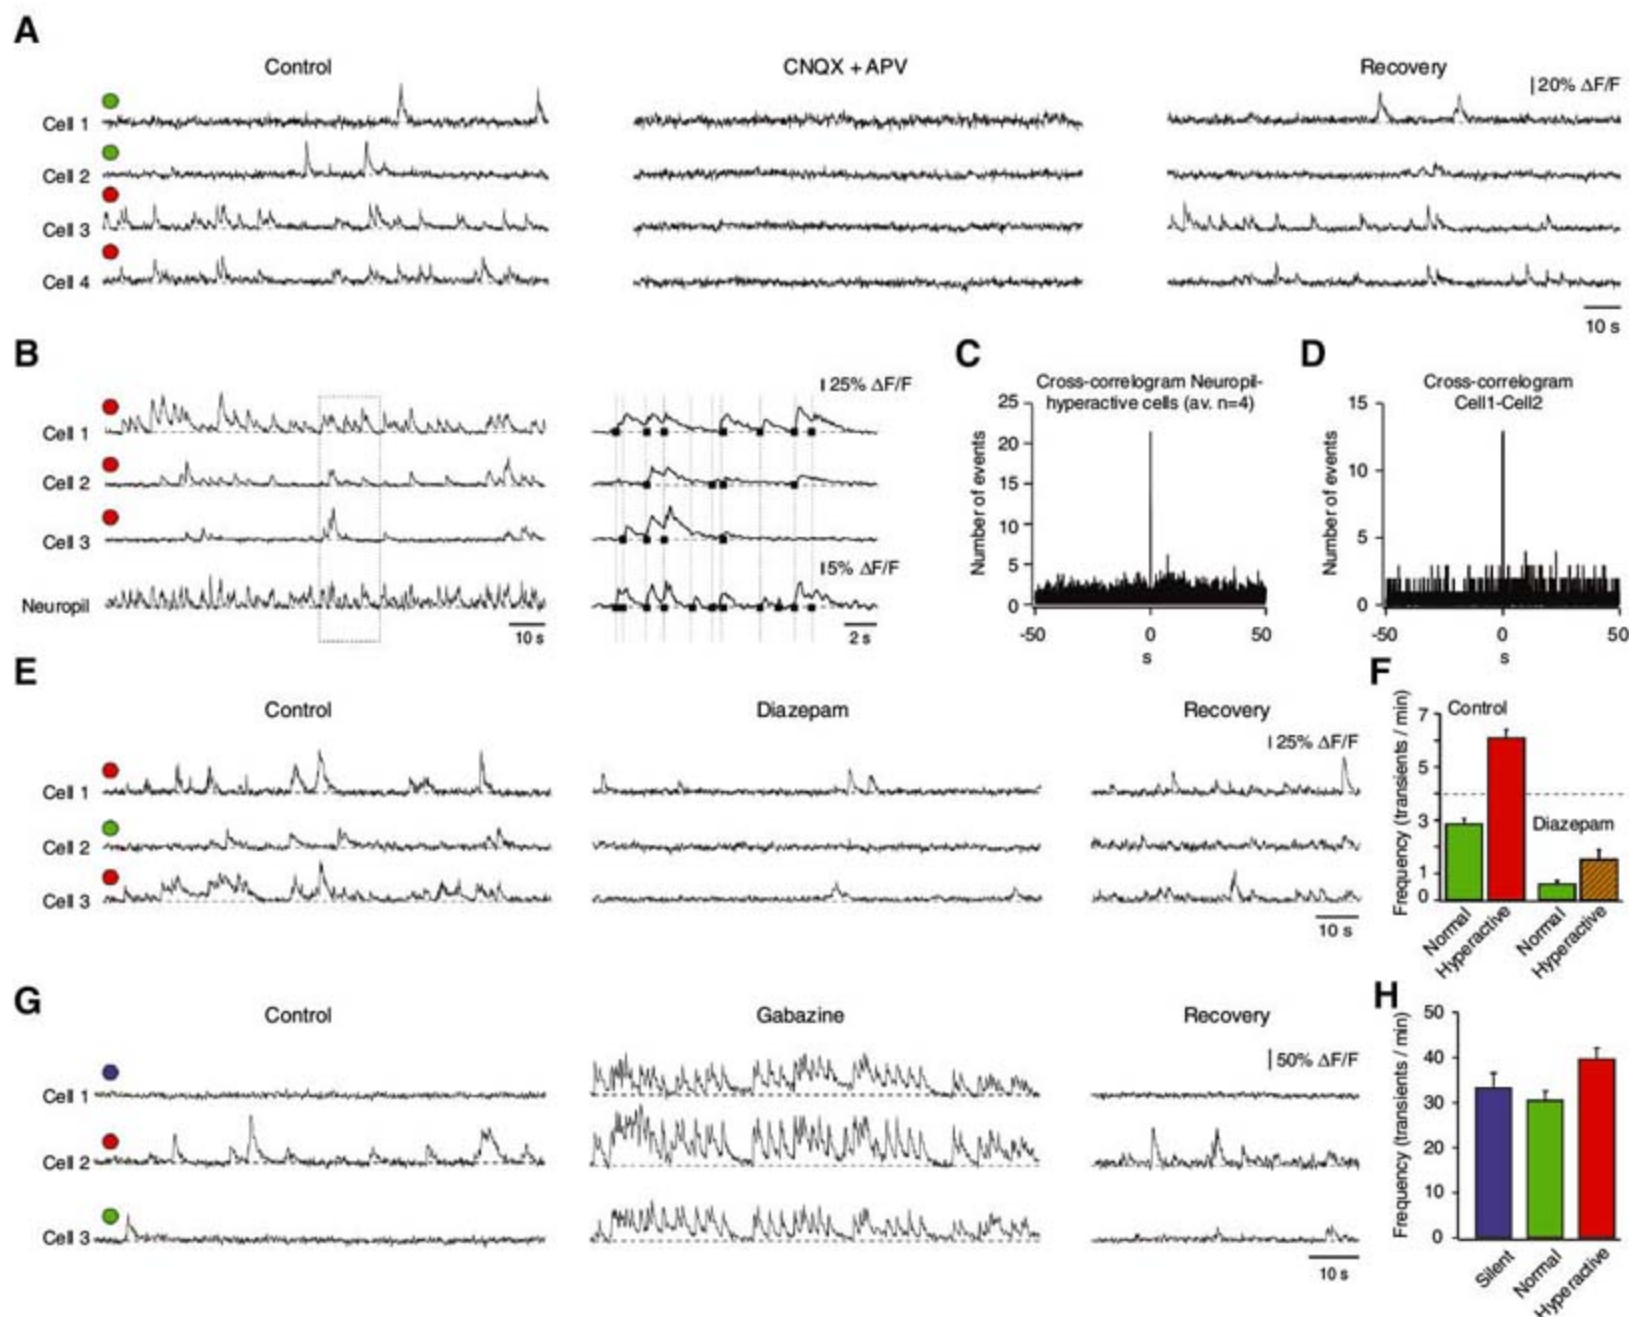 A
Control
CNQX + APV
Recovery
20% ΔF/F
Cell 1
Cell 2
Cell 3
Cell 4
10 s
B
25% ΔF/F
Cell 1
Cell 2
Cell 3
5% ΔF/F
Neuropil
10 s
2 s
C
Cross-correlogram Neuropil-
hyperactive cells (av. n=4)
Number of events
25
20
15
10
5
0
-50
0
50
s
D
Cross-correlogram
Cell1-Cell2
Number of events
15
10
5
0
-50
0
50
s
E
Control
Diazepam
Recovery
25% ΔF/F
Cell 1
Cell 2
Cell 3
10 s
F
Frequency (transients / min)
7
5
3
1
0
Control
Diazepam
Normal
Hyperactive
Normal
Hyperactive
G
Control
Gabazine
Recovery
50% ΔF/F
Cell 1
Cell 2
Cell 3
10 s
H
Frequency (transients / min)
50
40
30
20
10
0
Silent
Normal
Hyperactive